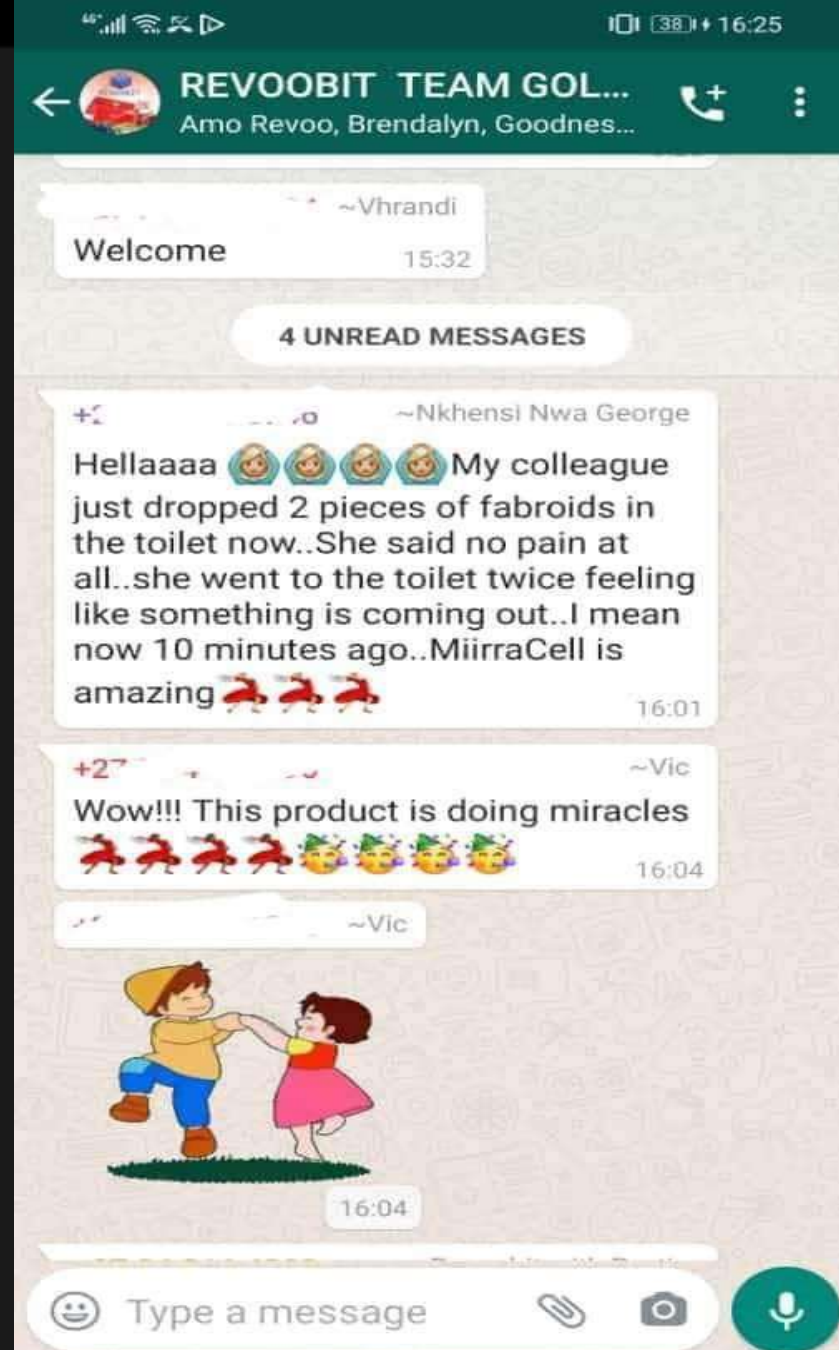 16:25
38
REVOOBIT TEAM GOL...
Amo Revoo, Brendalyn, Goodnes...
~Vhrandi
Welcome
15:32
4 UNREAD MESSAGES
~Nkhensi Nwa George
Hellaaaa My colleague
just dropped 2 pieces of fabroids in
the toilet now..She said no pain at
all..she went to the toilet twice feeling
like something is coming out..I mean
now 10 minutes ago..MiirraCell is
amazing
16:01
+27
~Vic
Wow!!! This product is doing miracles
16:04
~Vic
16:04
Type a message